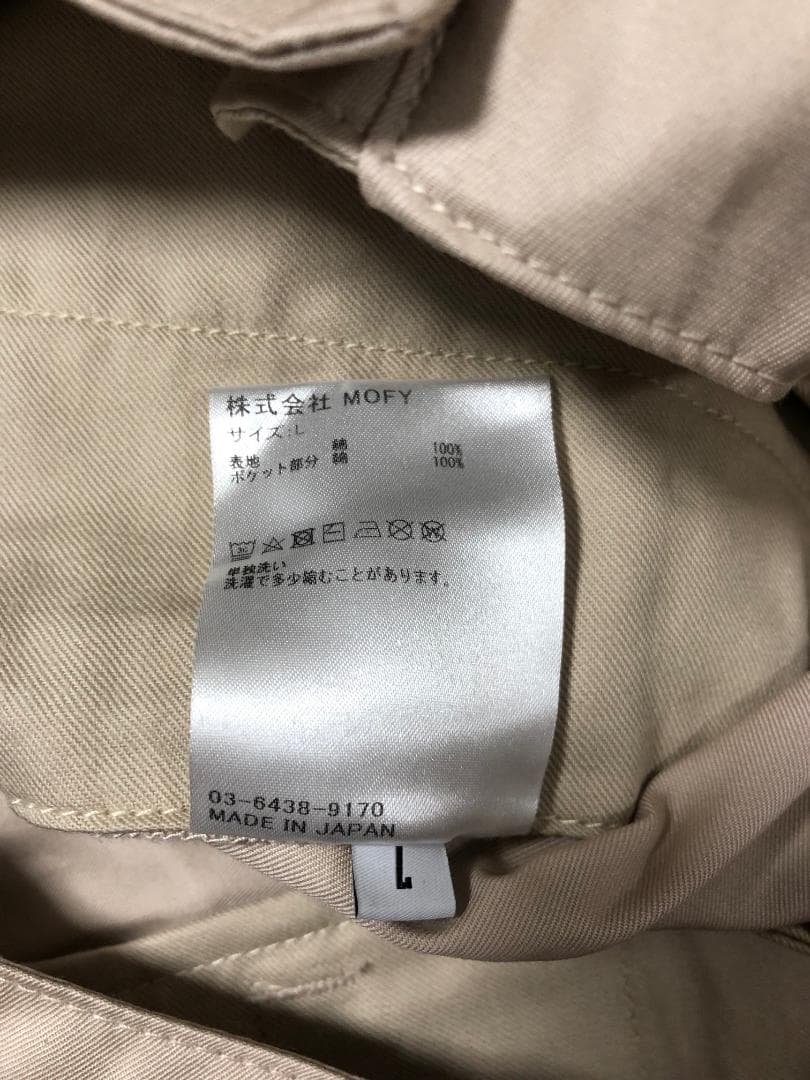 株式会社 MOFY
サイズ:L
表地 綿 100%
ポケット部分 綿 100%
単独洗い
洗濯で多少縮むことがあります。
03-6438-9170
MADE IN JAPAN
L